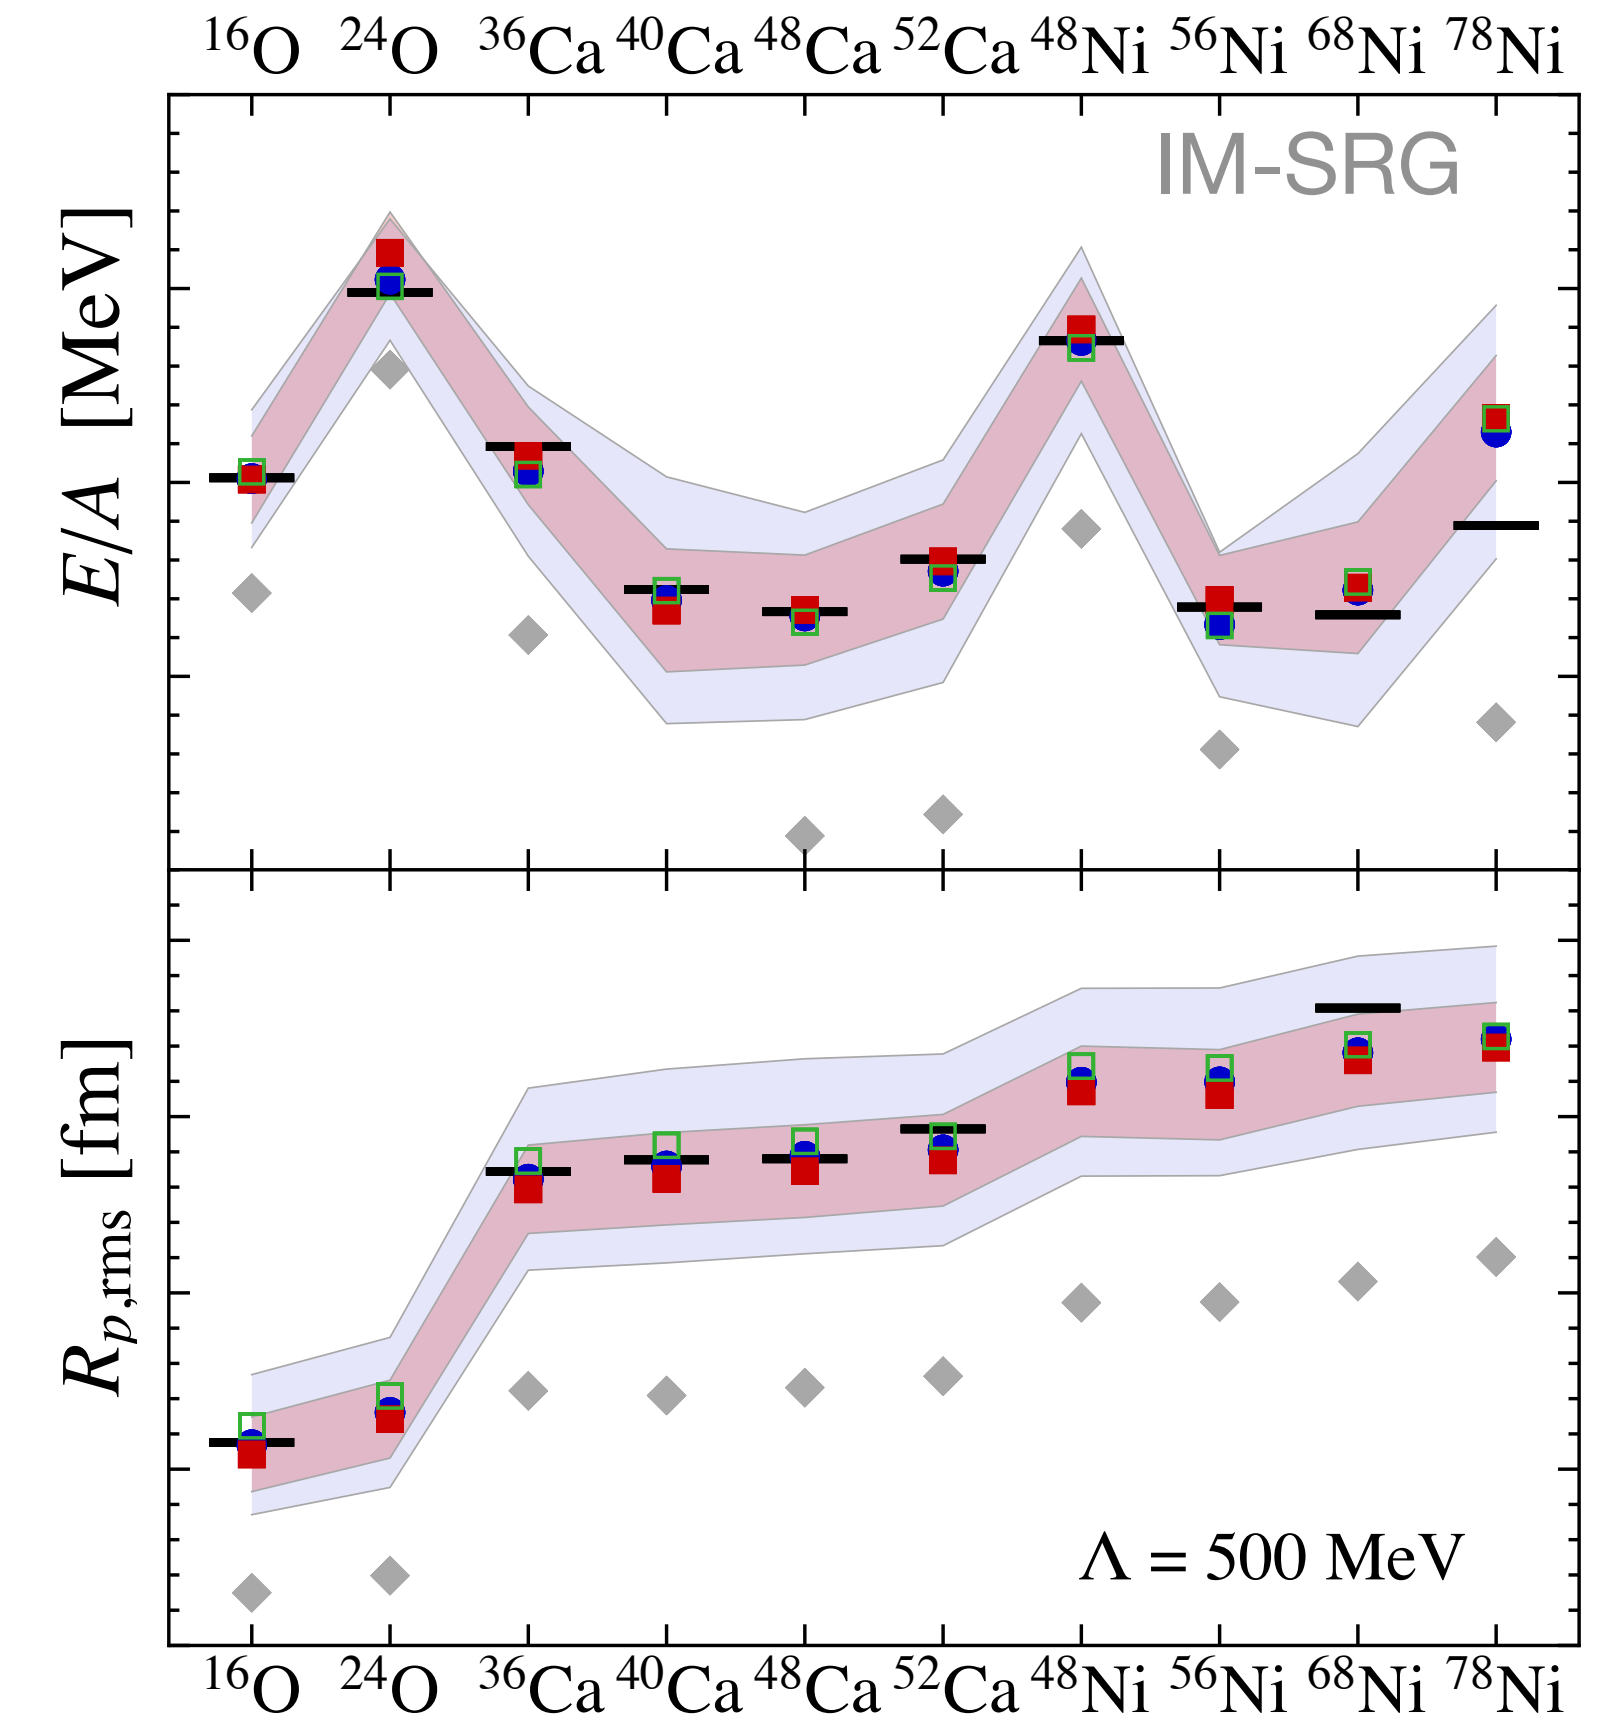 ¹⁶O ²⁴O ³⁶Ca ⁴⁰Ca ⁴⁸Ca ⁵²Ca ⁴⁸Ni ⁵⁶Ni ⁶⁸Ni ⁷⁸Ni
IM-SRG
E/A [MeV]
R_{p,rms} [fm]
Λ = 500 MeV
¹⁶O ²⁴O ³⁶Ca ⁴⁰Ca ⁴⁸Ca ⁵²Ca ⁴⁸Ni ⁵⁶Ni ⁶⁸Ni ⁷⁸Ni